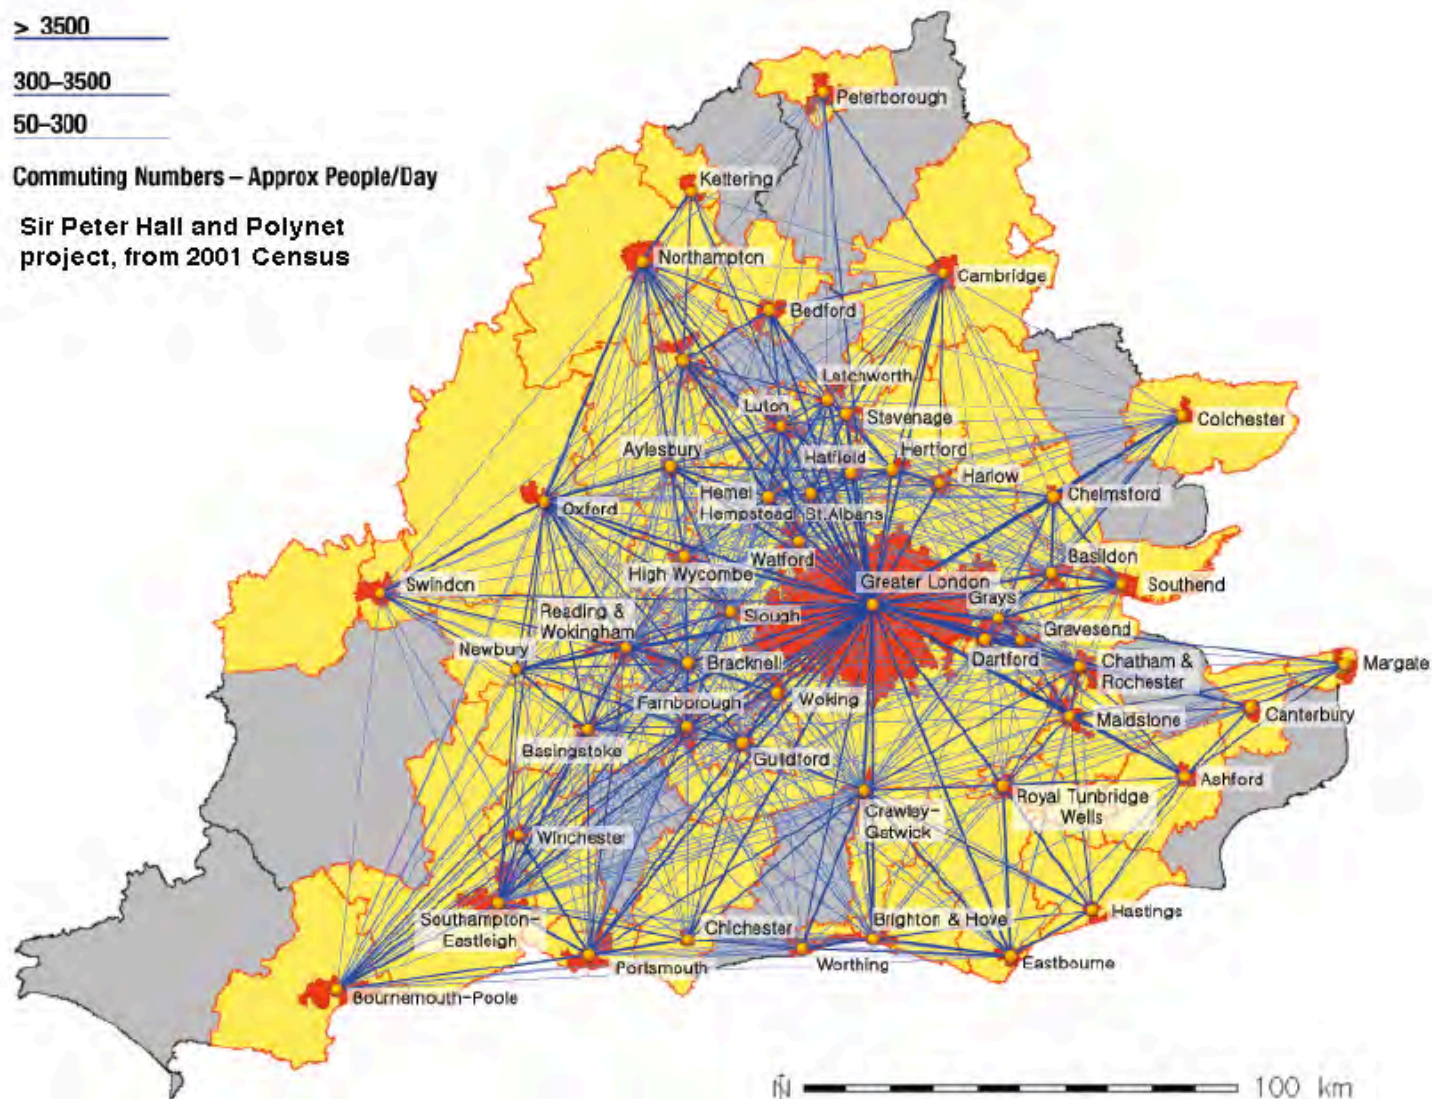 > 3500
300–3500
50–300
Commuting Numbers – Approx People/Day
Sir Peter Hall and Polynet
project, from 2001 Census
Peterborough
Kettering
Northampton
Cambridge
Bedford
Letchworth
Luton
Stevenage
Colchester
Aylesbury
Hatfield
Hertford
Harlow
Hemel
Hempstead
St.Albans
Chelmsford
Oxford
Watford
High Wycombe
Basildon
Swindon
Greater London
Southend
Grays
Reading &
Wokingham
Slough
Gravesend
Newbury
Bracknell
Dartford
Chatham &
Rochester
Margate
Farnborough
Woking
Maidstone
Canterbury
Basingstoke
Guildford
Ashford
Royal Tunbridge
Wells
Crawley-
Gatwick
Winchester
Southampton-
Eastleigh
Chichester
Brighton & Hove
Hastings
Portsmouth
Worthing
Eastbourne
Bournemouth-Poole
N
100 km